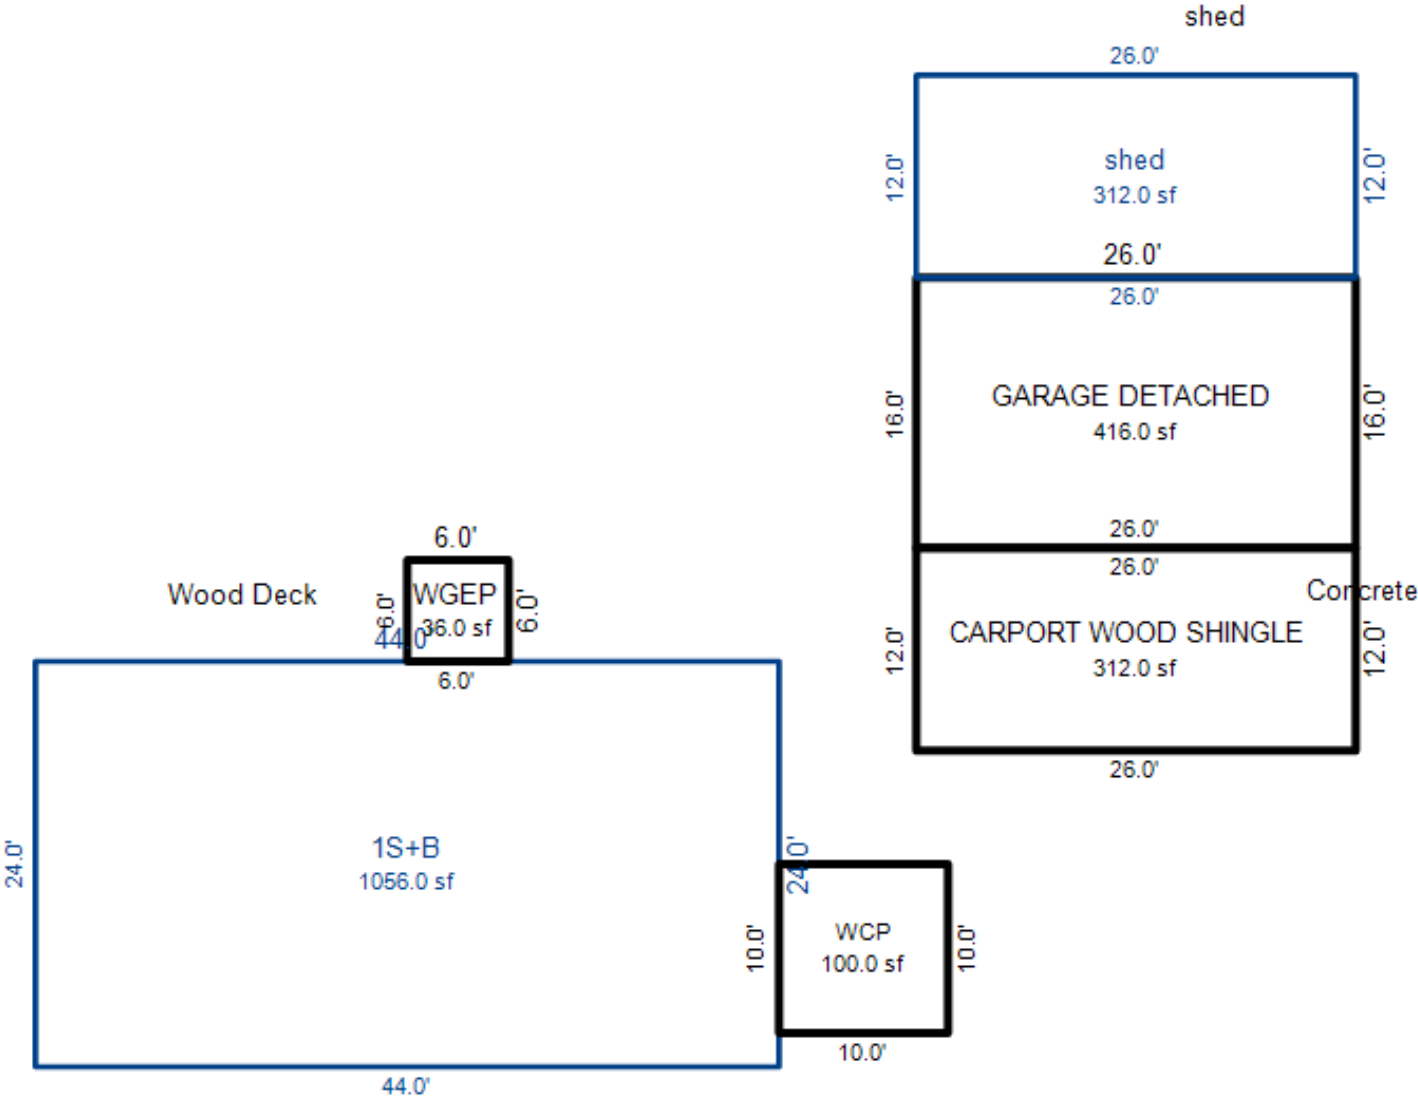 shed
26.0'
12.0'
shed
312.0 sf
12.0'
26.0'
26.0'
16.0'
GARAGE DETACHED
416.0 sf
16.0'
26.0'
26.0'
Concrete
12.0'
CARPORT WOOD SHINGLE
312.0 sf
12.0'
26.0'
6.0'
Wood Deck
6.0'
WGEP
36.0 sf
6.0'
44.0'
6.0'
24.0'
1S+B
1056.0 sf
24.0'
10.0'
WCP
100.0 sf
10.0'
10.0'
44.0'